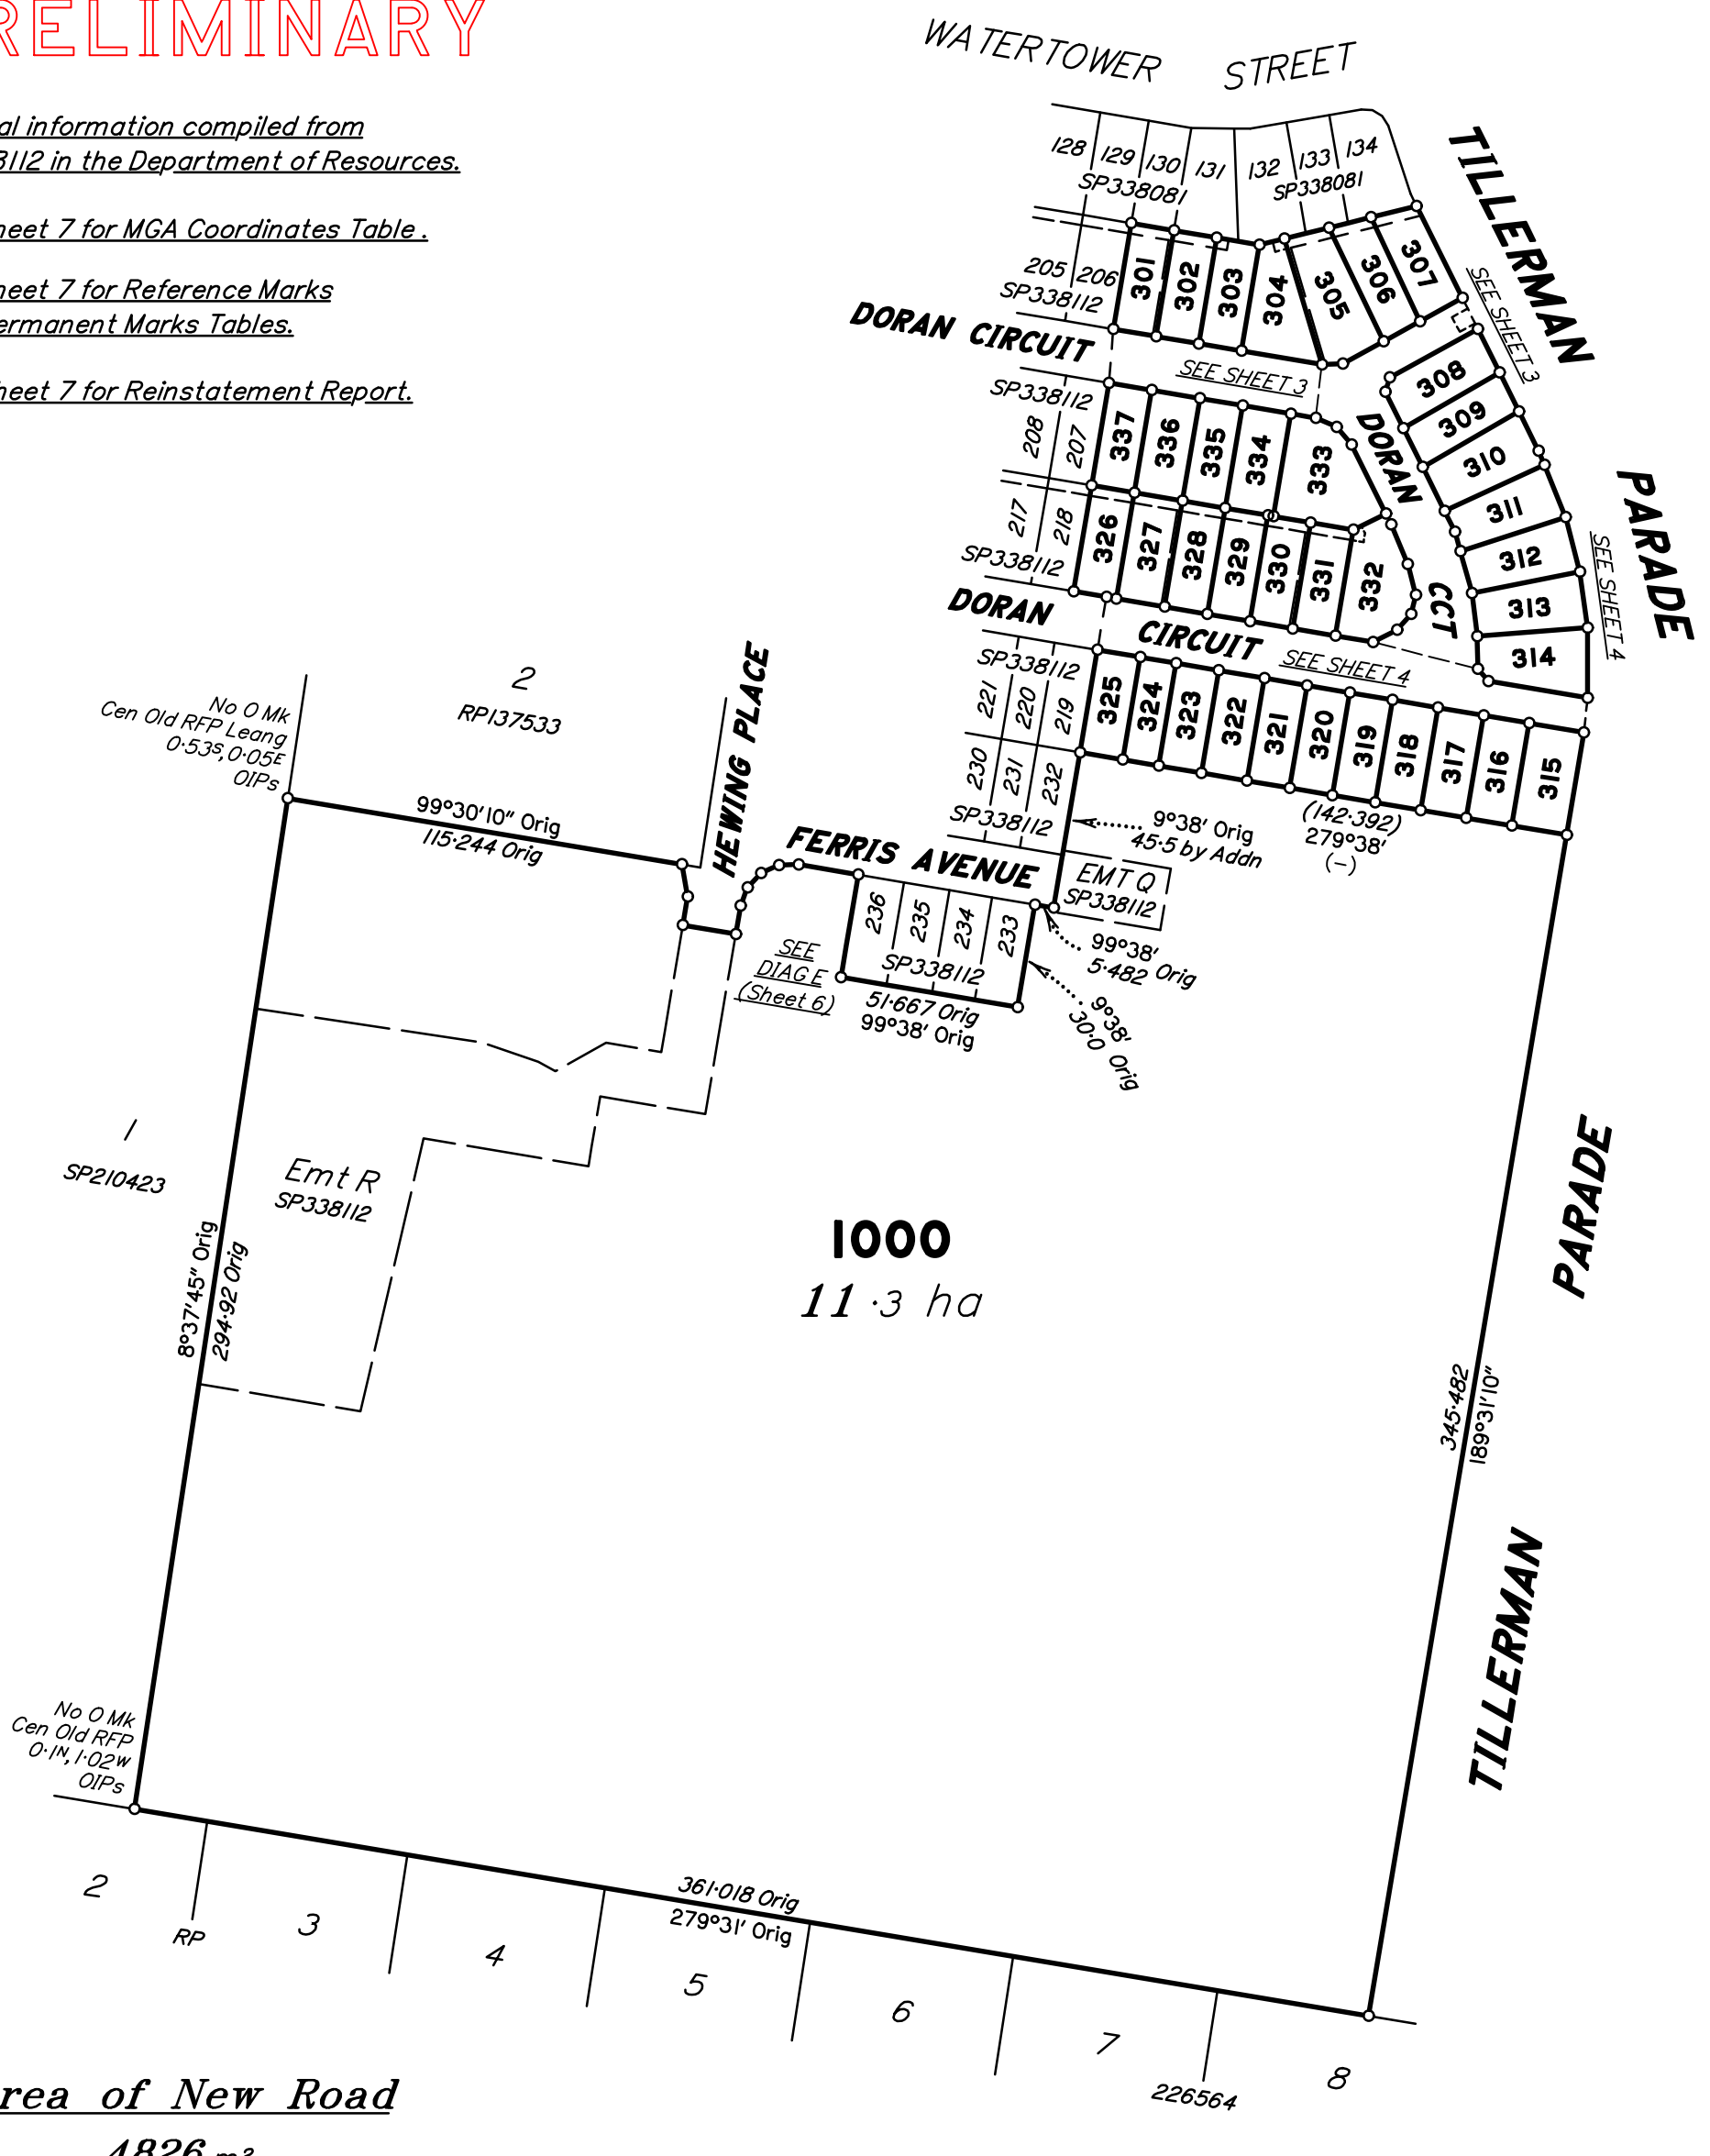 RELIMINARY
al information compiled from
8112 in the Department of Resources.
heet 7 for MGA Coordinates Table .
heet 7 for Reference Marks
ermanent Marks Tables.
heet 7 for Reinstatement Report.
WATERTOWER STREET
128
129
130
131
132
133
134
SP338081
SP338081
TILLERMAN
PARADE
SEE SHEET 3
SEE SHEET 4
205
206
SP338112
301
302
303
304
305
306
307
DORAN CIRCUIT
SEE SHEET 3
308
309
310
311
312
313
314
DORAN
CCT
SP338112
208
207
337
336
335
334
333
217
218
SP338112
326
327
328
329
330
331
332
DORAN CIRCUIT
SEE SHEET 4
SP338112
221
220
219
325
324
323
322
321
320
319
318
317
316
315
230
231
232
SP338112
(142·392)
279°38'
(–)
9°38' Orig
45·5 by Addn
EMT Q
SP338112
2
RP137533
No O Mk
Cen Old RFP Leang
0·53S, 0·05E
OIPs
99°30'10" Orig
115·244 Orig
HEWING PLACE
FERRIS AVENUE
236
235
234
233
SP338112
51·667 Orig
99°38' Orig
SEE
DIAG E
(Sheet 6)
99°38'
5·482 Orig
9°38'
30·0 Orig
1
SP210423
Emt R
SP338112
8°37'45" Orig
294·92 Orig
1000
11·3 ha
345·482
189°31'10"
PARADE
TILLERMAN
No O Mk
Cen Old RFP
0·1N, 1·02W
OIPs
361·018 Orig
279°31' Orig
2
3
4
5
6
7
8
RP
226564
rea of New Road
4826 m²